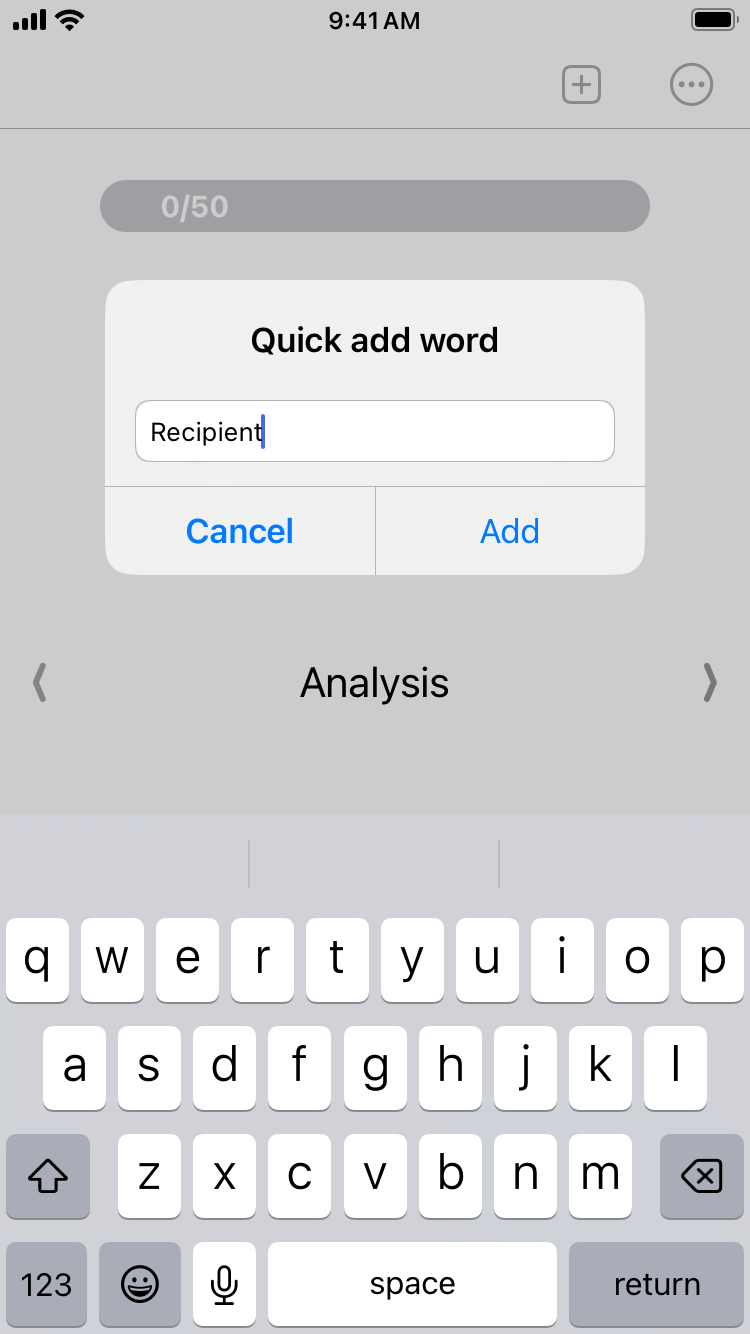 9:41 AM
0/50
Quick add word
Recipient
Cancel Add
Analysis
q w e r t y u i o p
a s d f g h j k l
z x c v b n m
123 space return